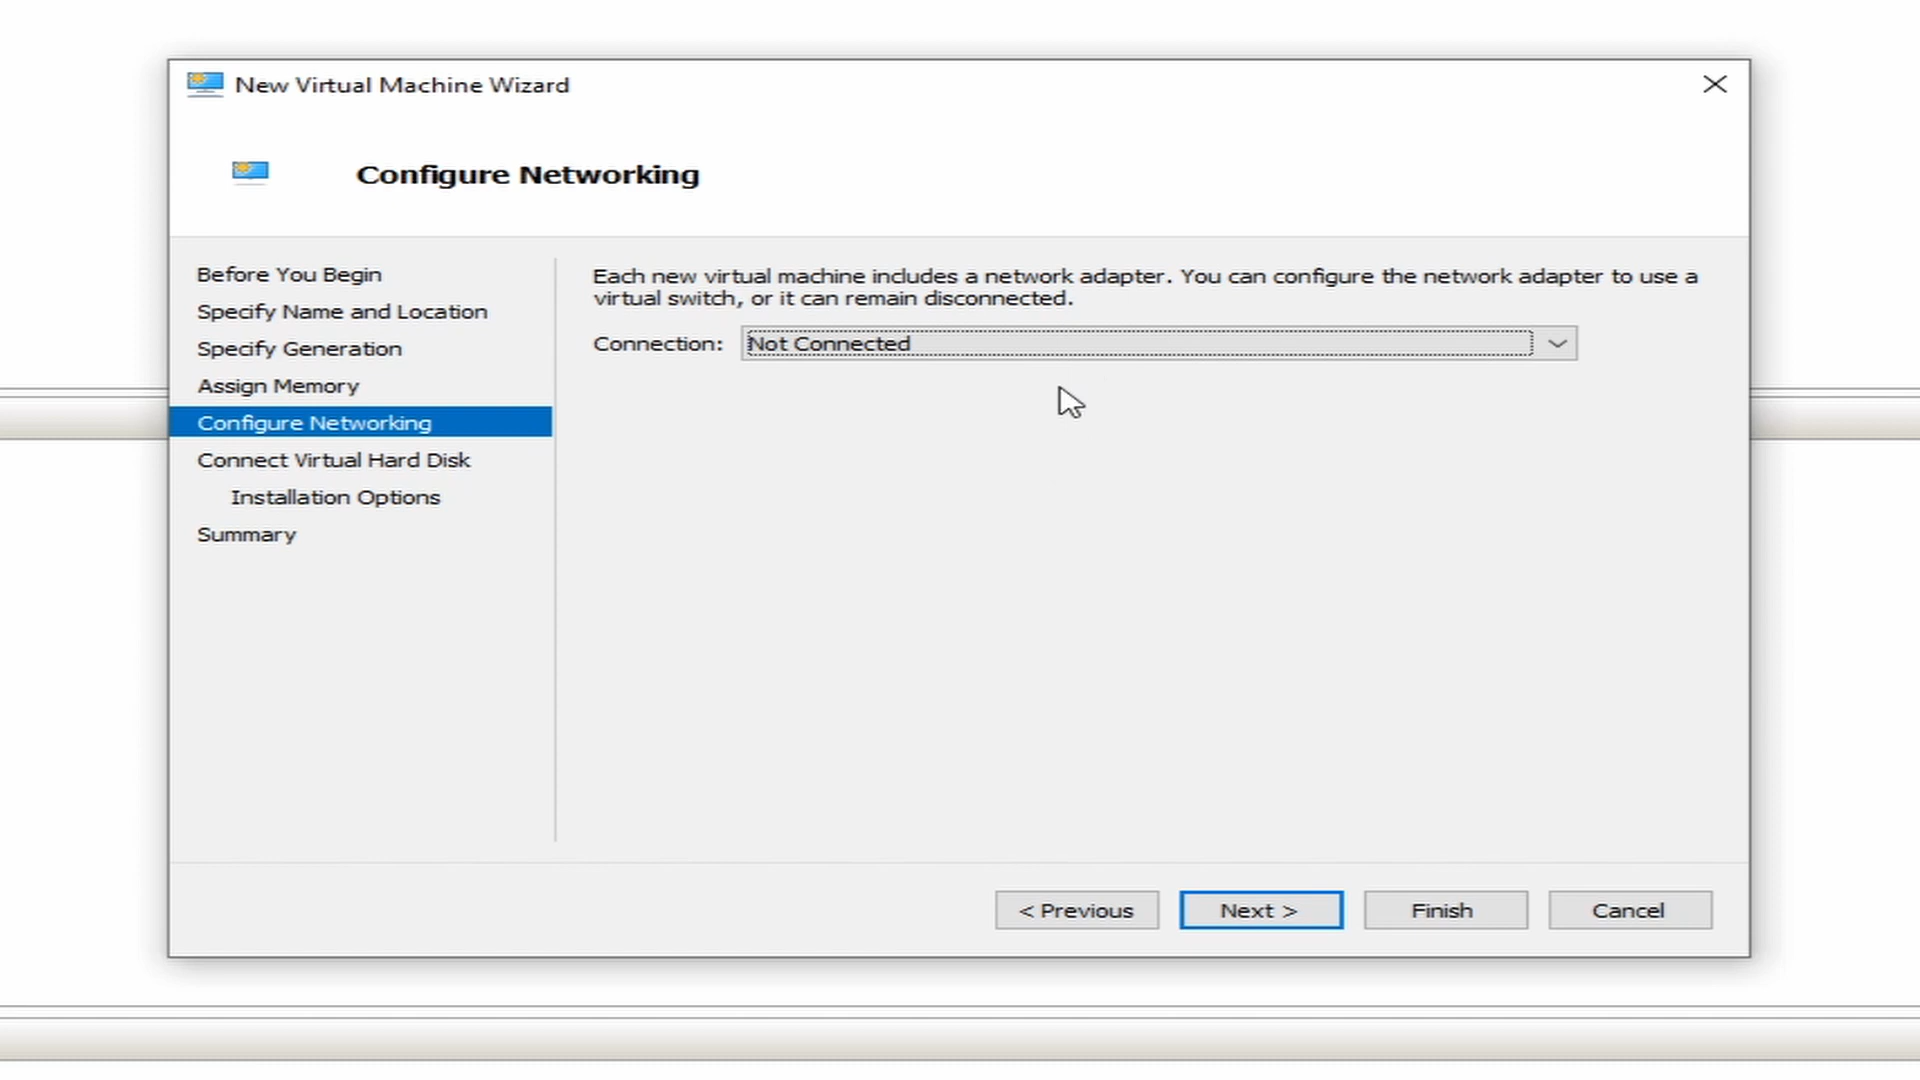 New Virtual Machine Wizard
Configure Networking
Before You Begin
Specify Name and Location
Specify Generation
Assign Memory
Configure Networking
Connect Virtual Hard Disk
Installation Options
Summary
Each new virtual machine includes a network adapter. You can configure the network adapter to use a
virtual switch, or it can remain disconnected.
Connection: Not Connected
< Previous Next > Finish Cancel